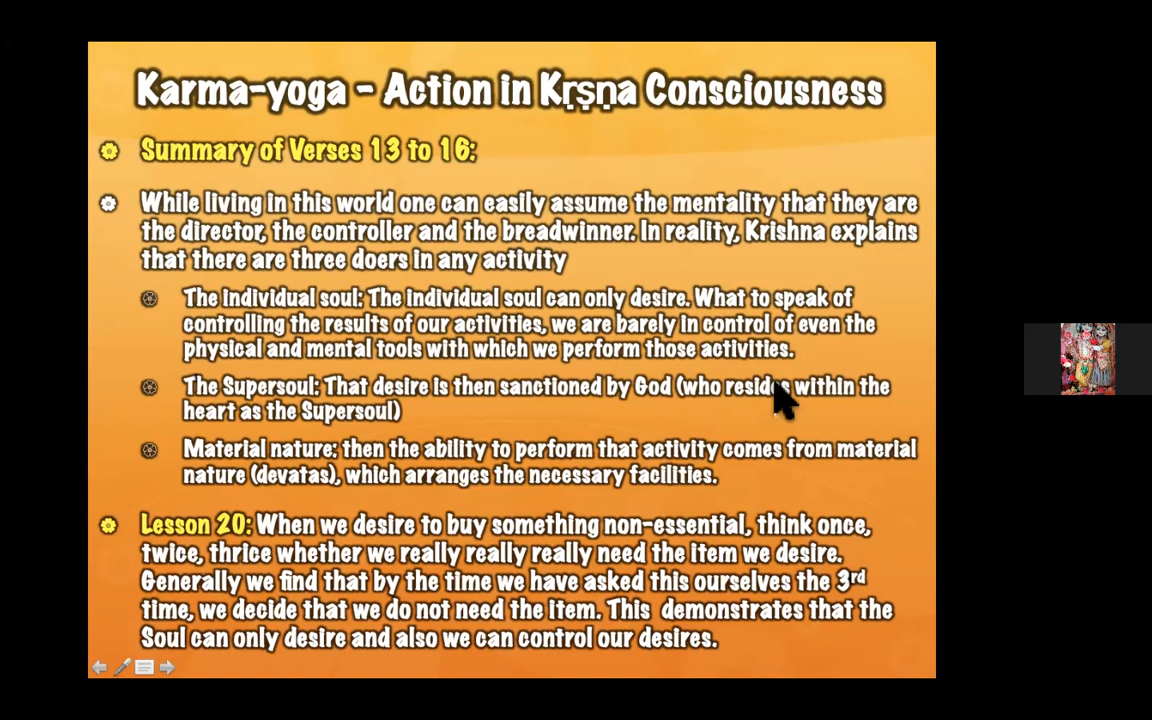 Karma-yoga - Action in Kṛṣṇa Consciousness
Summary of Verses 13 to 16:
While living in this world one can easily assume the mentality that they are
the director, the controller and the breadwinner. In reality, Krishna explains
that there are three doers in any activity
The individual soul: The individual soul can only desire. What to speak of
controlling the results of our activities, we are barely in control of even the
physical and mental tools with which we perform those activities.
The Supersoul: That desire is then sanctioned by God (who resides within the
heart as the Supersoul)
Material nature: then the ability to perform that activity comes from material
nature (devatas), which arranges the necessary facilities.
Lesson 20: When we desire to buy something non-essential, think once,
twice, thrice whether we really really really need the item we desire.
Generally we find that by the time we have asked this ourselves the 3rd
time, we decide that we do not need the item. This demonstrates that the
Soul can only desire and also we can control our desires.